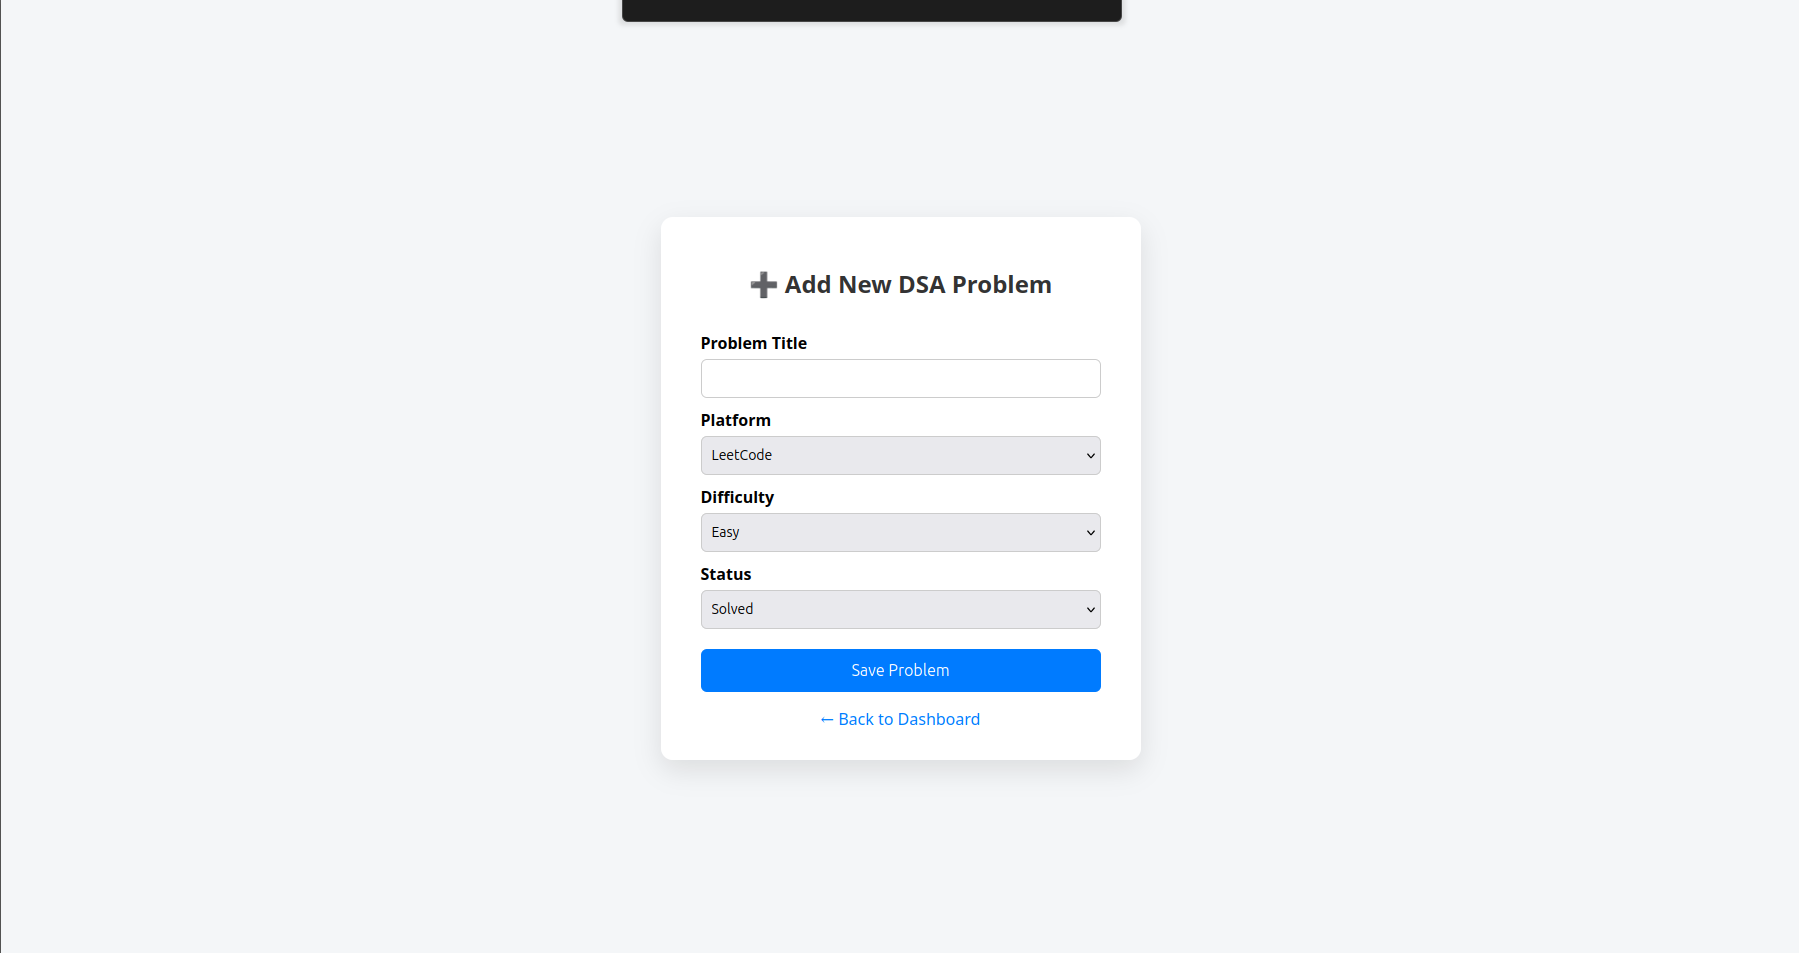 ➕ Add New DSA Problem
Problem Title
Platform
LeetCode
Difficulty
Easy
Status
Solved
Save Problem
← Back to Dashboard